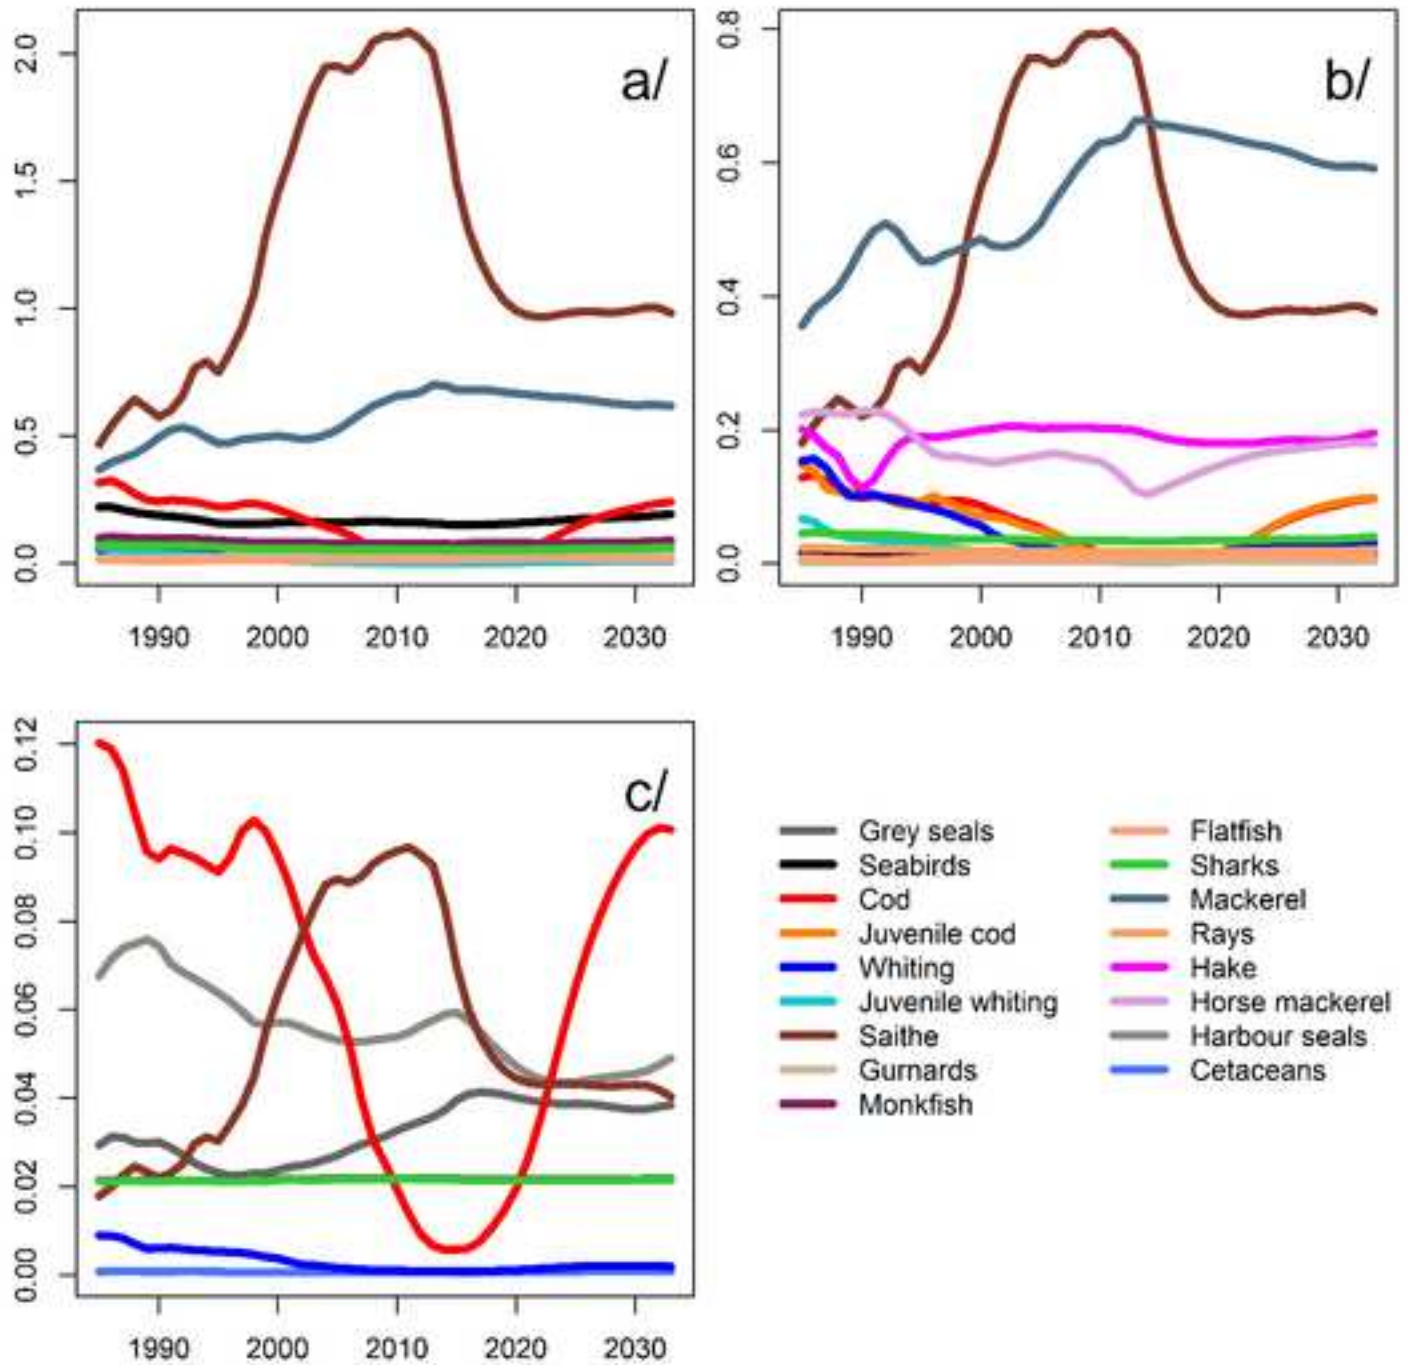 a/
2.0
1.5
1.0
0.5
0.0
1990 2000 2010 2020 2030
b/
0.8
0.6
0.4
0.2
0.0
1990 2000 2010 2020 2030
c/
0.12
0.10
0.08
0.06
0.04
0.02
0.00
1990 2000 2010 2020 2030
Grey seals
Seabirds
Cod
Juvenile cod
Whiting
Juvenile whiting
Saithe
Gurnards
Monkfish
Flatfish
Sharks
Mackerel
Rays
Hake
Horse mackerel
Harbour seals
Cetaceans